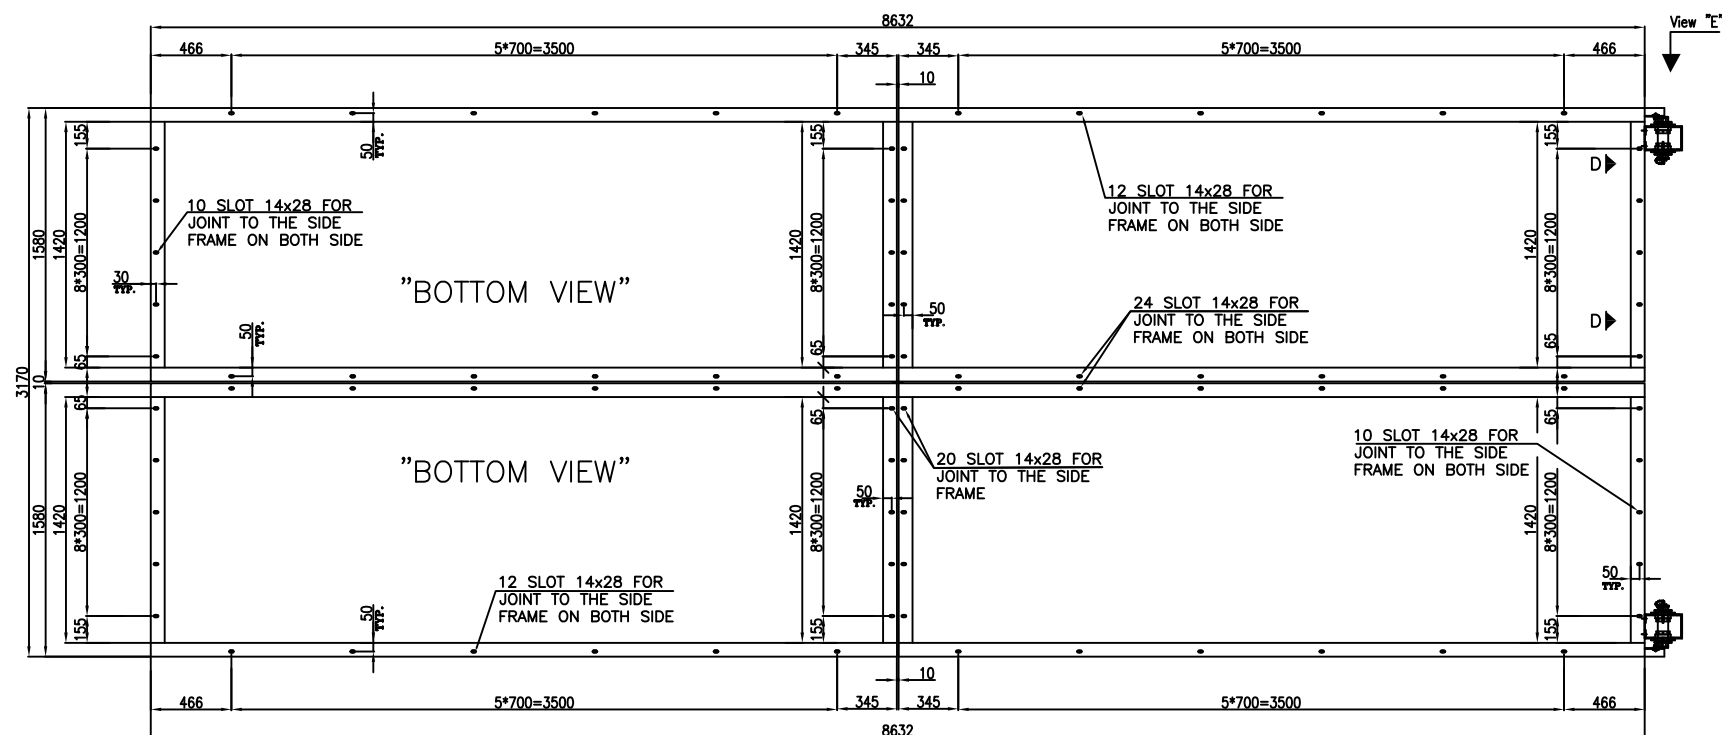 8632
View "E"
466
5*700=3500
345
345
5*700=3500
466
10
155
50
TYP.
155
155
D
10 SLOT 14x28 FOR
JOINT TO THE SIDE
FRAME ON BOTH SIDE
12 SLOT 14x28 FOR
JOINT TO THE SIDE
FRAME ON BOTH SIDE
1580
1420
8*300=1200
1420
8*300=1200
1420
8*300=1200
30
TYP.
"BOTTOM VIEW"
50
TYP.
24 SLOT 14x28 FOR
JOINT TO THE SIDE
FRAME ON BOTH SIDE
D
50
TYP.
65
65
65
3170
10
65
65
65
"BOTTOM VIEW"
20 SLOT 14x28 FOR
JOINT TO THE SIDE
FRAME
10 SLOT 14x28 FOR
JOINT TO THE SIDE
FRAME ON BOTH SIDE
50
TYP.
1580
1420
8*300=1200
1420
8*300=1200
1420
8*300=1200
50
TYP.
12 SLOT 14x28 FOR
JOINT TO THE SIDE
FRAME ON BOTH SIDE
50
TYP.
155
155
155
10
466
5*700=3500
345
345
5*700=3500
466
8632